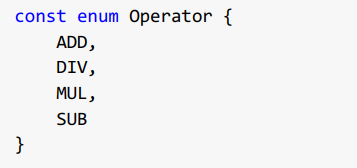 const enum Operator {
    ADD,
    DIV,
    MUL,
    SUB
}